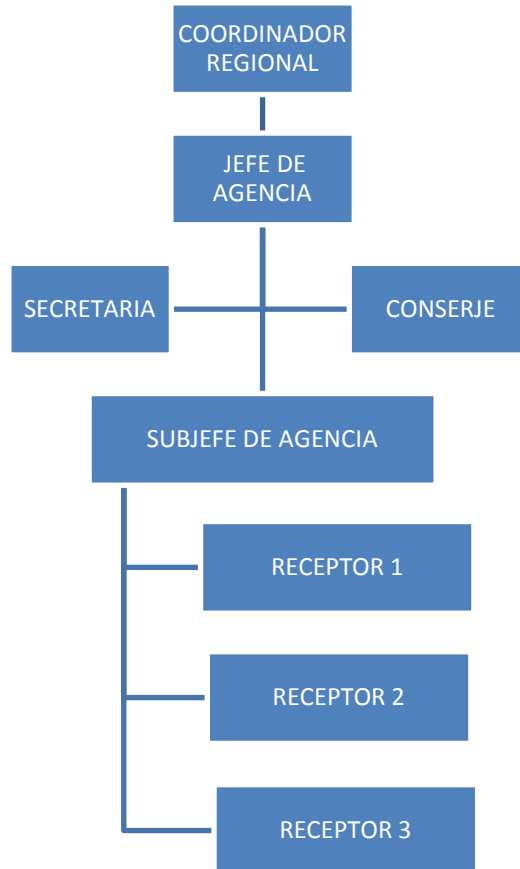 COORDINADOR
REGIONAL
JEFE DE
AGENCIA
SECRETARIA
CONSERJE
SUBJEFE DE AGENCIA
RECEPTOR 1
RECEPTOR 2
RECEPTOR 3